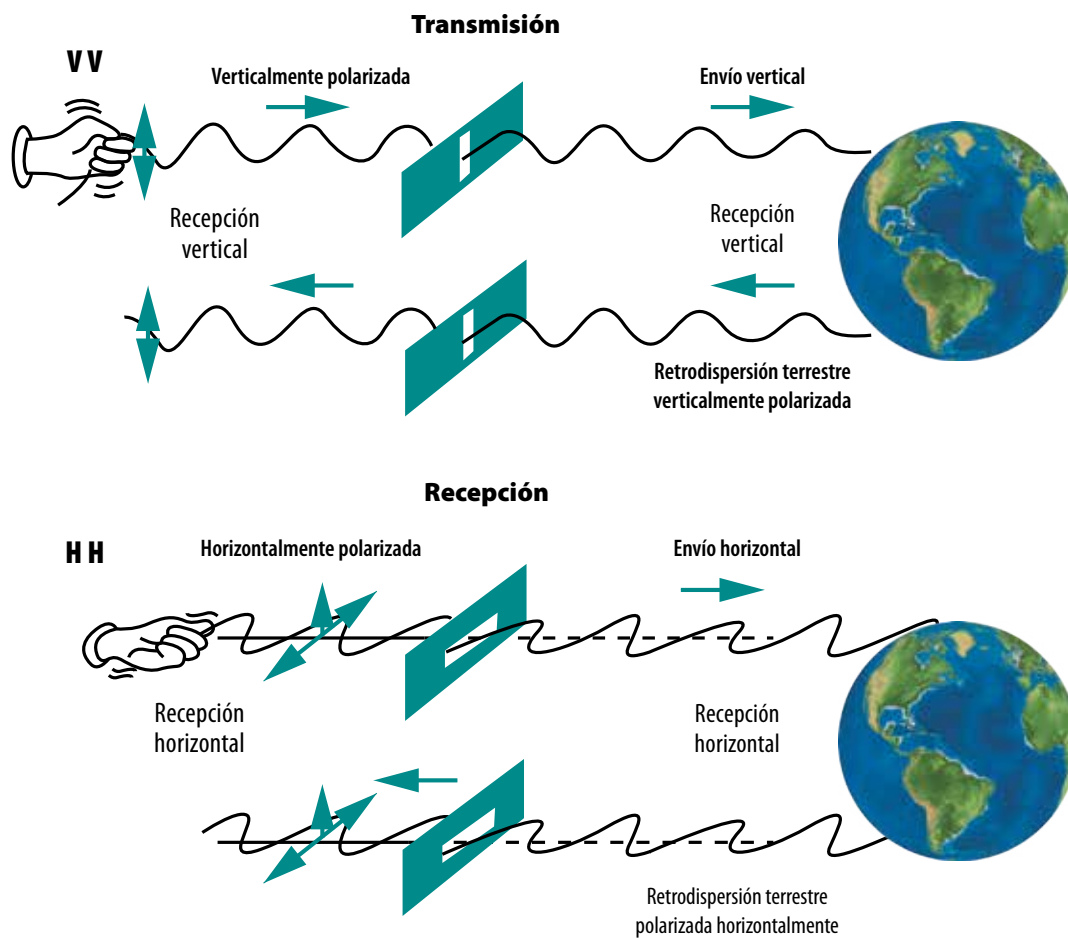 Transmisión
V V
Verticalmente polarizada
Envío vertical
Recepción
vertical
Recepción
vertical
Retrodispersión terrestre
verticalmente polarizada
Recepción
H H
Horizontalmente polarizada
Envío horizontal
Recepción
horizontal
Recepción
horizontal
Retrodispersión terrestre
polarizada horizontalmente